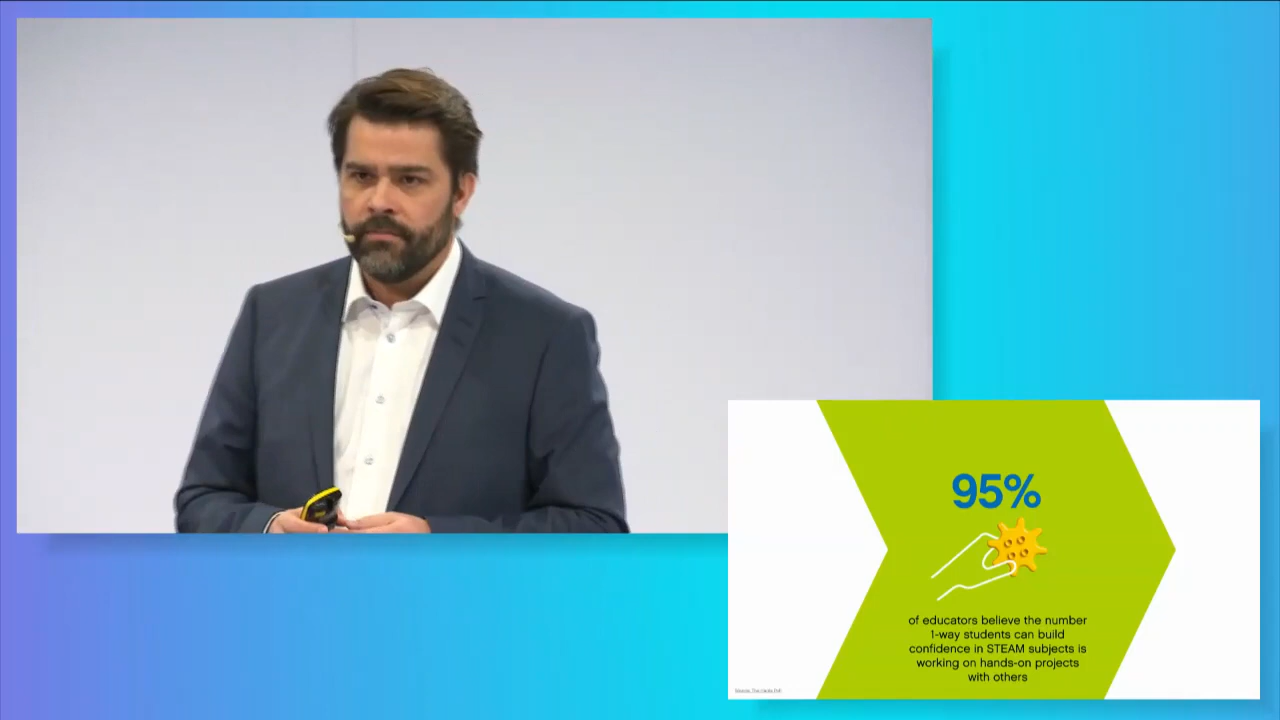 95%
of educators believe the number
1-way students can build
confidence in STEAM subjects is
working on hands-on projects
with others